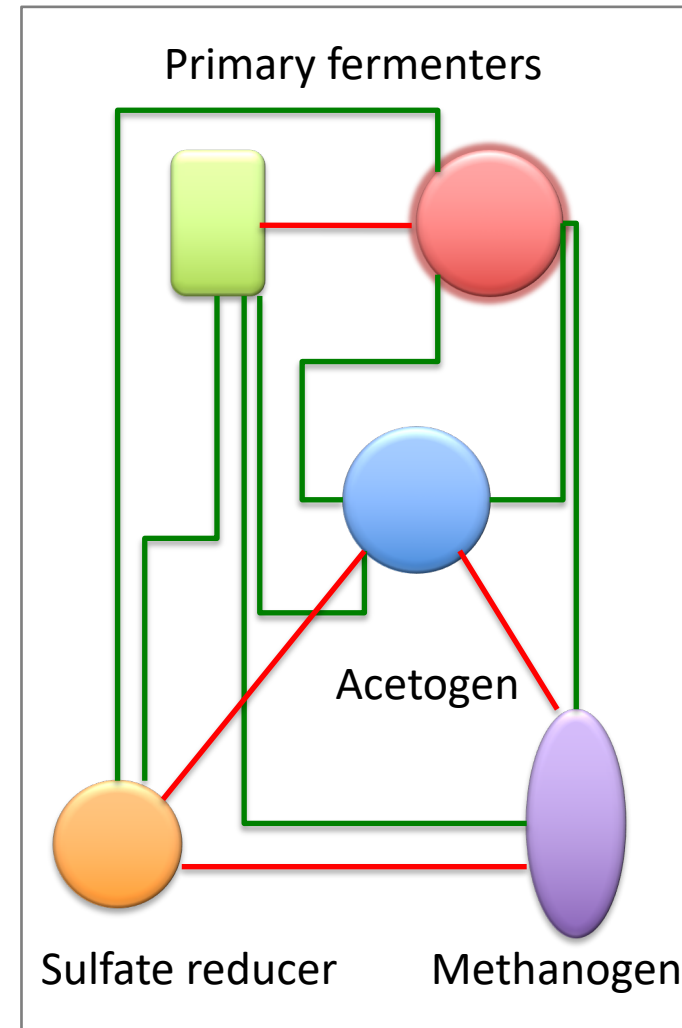 Primary fermenters
Acetogen
Sulfate reducer
Methanogen